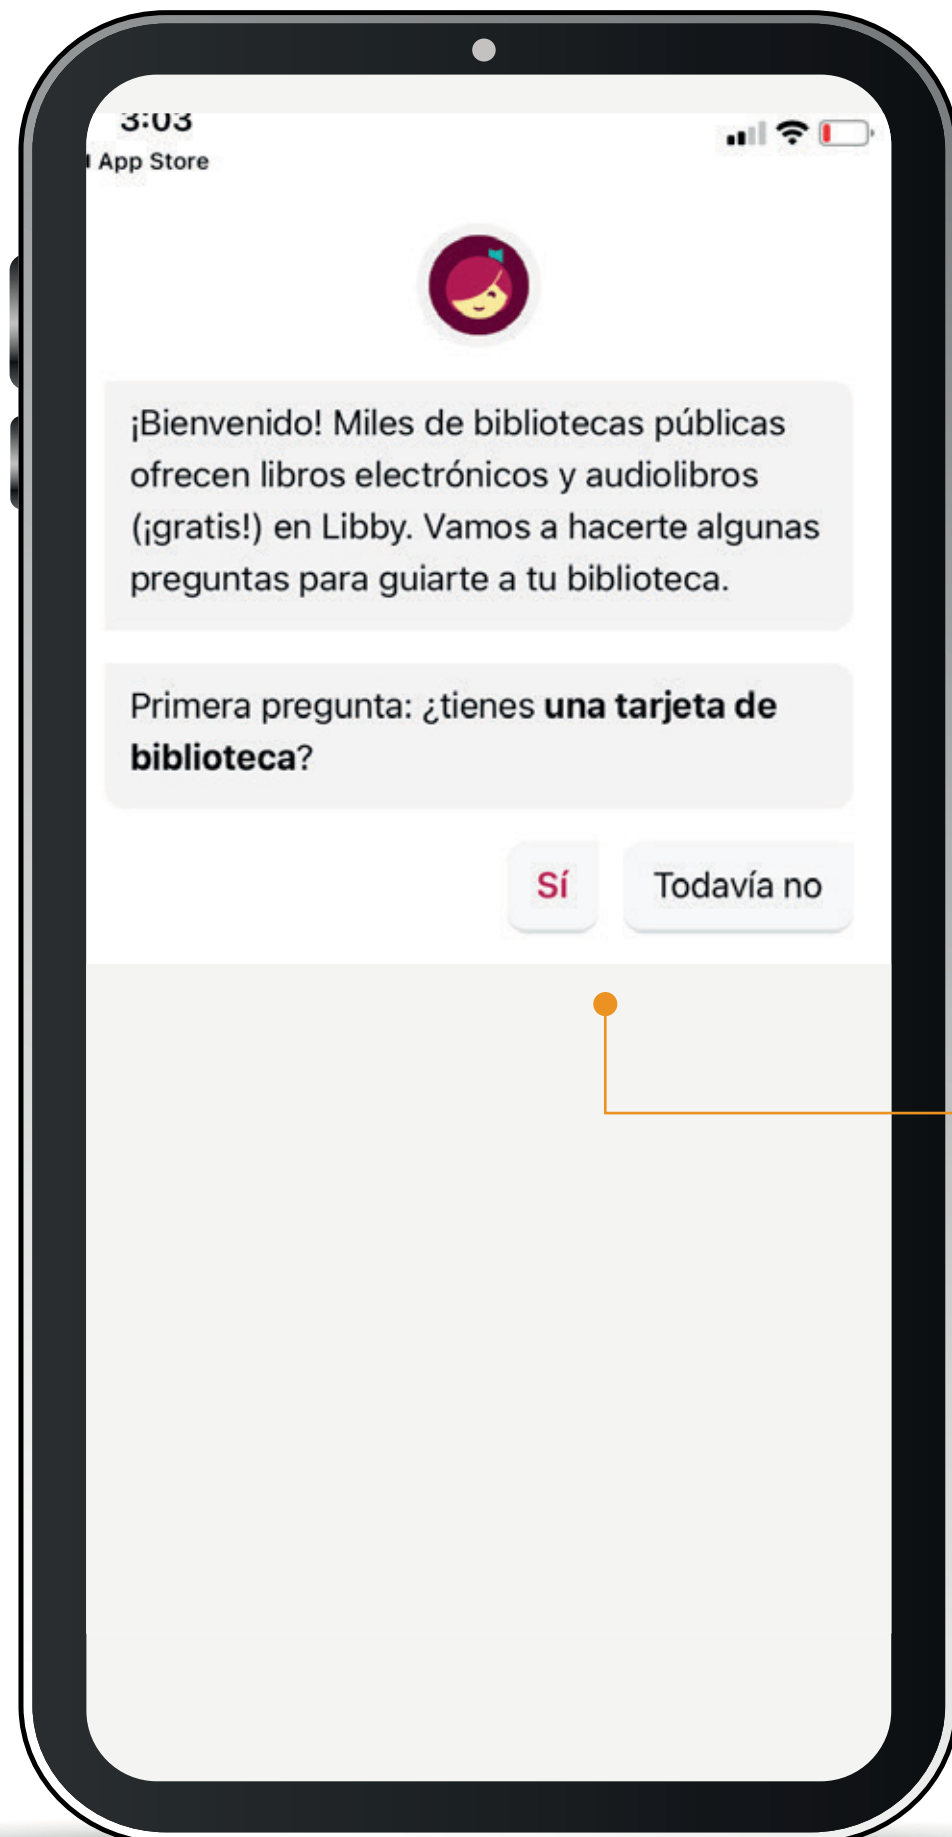 3:03
App Store
¡Bienvenido! Miles de bibliotecas públicas
ofrecen libros electrónicos y audiolibros
(¡gratis!) en Libby. Vamos a hacerte algunas
preguntas para guiarte a tu biblioteca.
Primera pregunta: ¿tienes una tarjeta de
biblioteca?
Sí Todavía no